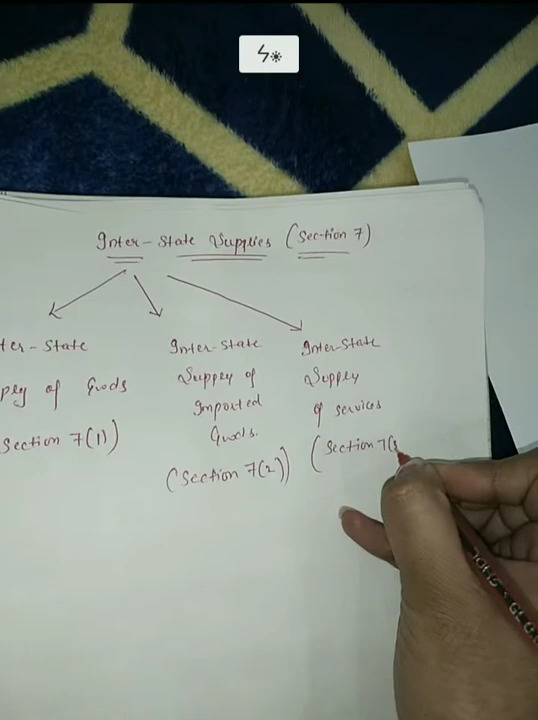 Inter-State Supplies (Section 7)
ter-State
ply of Goods
Section 7(1))
Inter-State
Supply of
Imported
Goods.
(Section 7(2))
Inter-State
Supply
of services
(Section 7(3